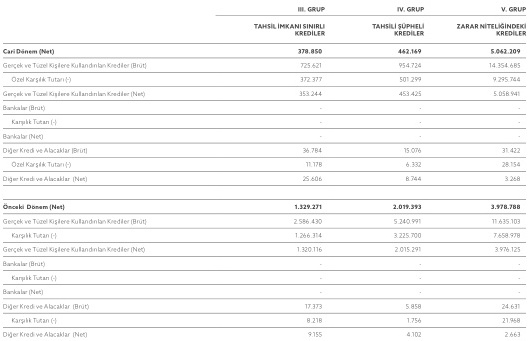 III. GRUP IV. GRUP V. GRUP
TAHSİL İMKANI SINIRLI TAHSİLİ ŞÜPHELİ ZARAR NİTELİĞİNDEKİ
KREDİLER KREDİLER KREDİLER
Cari Dönem (Net) 378.850 462.169 5.062.209
Gerçek ve Tüzel Kişilere Kullandırılan Krediler (Brüt) 725.621 954.724 14.354.685
Özel Karşılık Tutarı (-) 372.377 501.299 9.295.744
Gerçek ve Tüzel Kişilere Kullandırılan Krediler (Net) 353.244 453.425 5.058.941
Bankalar (Brüt) - - -
Karşılık Tutarı (-) - - -
Bankalar (Net) - - -
Diğer Kredi ve Alacaklar (Brüt) 36.784 15.076 31.422
Özel Karşılık Tutarı (-) 11.178 6.332 28.154
Diğer Kredi ve Alacaklar (Net) 25.606 8.744 3.268
Önceki Dönem (Net) 1.329.271 2.019.393 3.978.788
Gerçek ve Tüzel Kişilere Kullandırılan Krediler (Brüt) 2.586.430 5.240.991 11.635.103
Karşılık Tutarı (-) 1.266.314 3.225.700 7.658.978
Gerçek ve Tüzel Kişilere Kullandırılan Krediler (Net) 1.320.116 2.015.291 3.976.125
Bankalar (Brüt) - - -
Karşılık Tutarı (-) - - -
Bankalar (Net) - - -
Diğer Kredi ve Alacaklar (Brüt) 17.373 5.858 24.631
Karşılık Tutarı (-) 8.218 1.756 21.968
Diğer Kredi ve Alacaklar (Net) 9.155 4.102 2.663